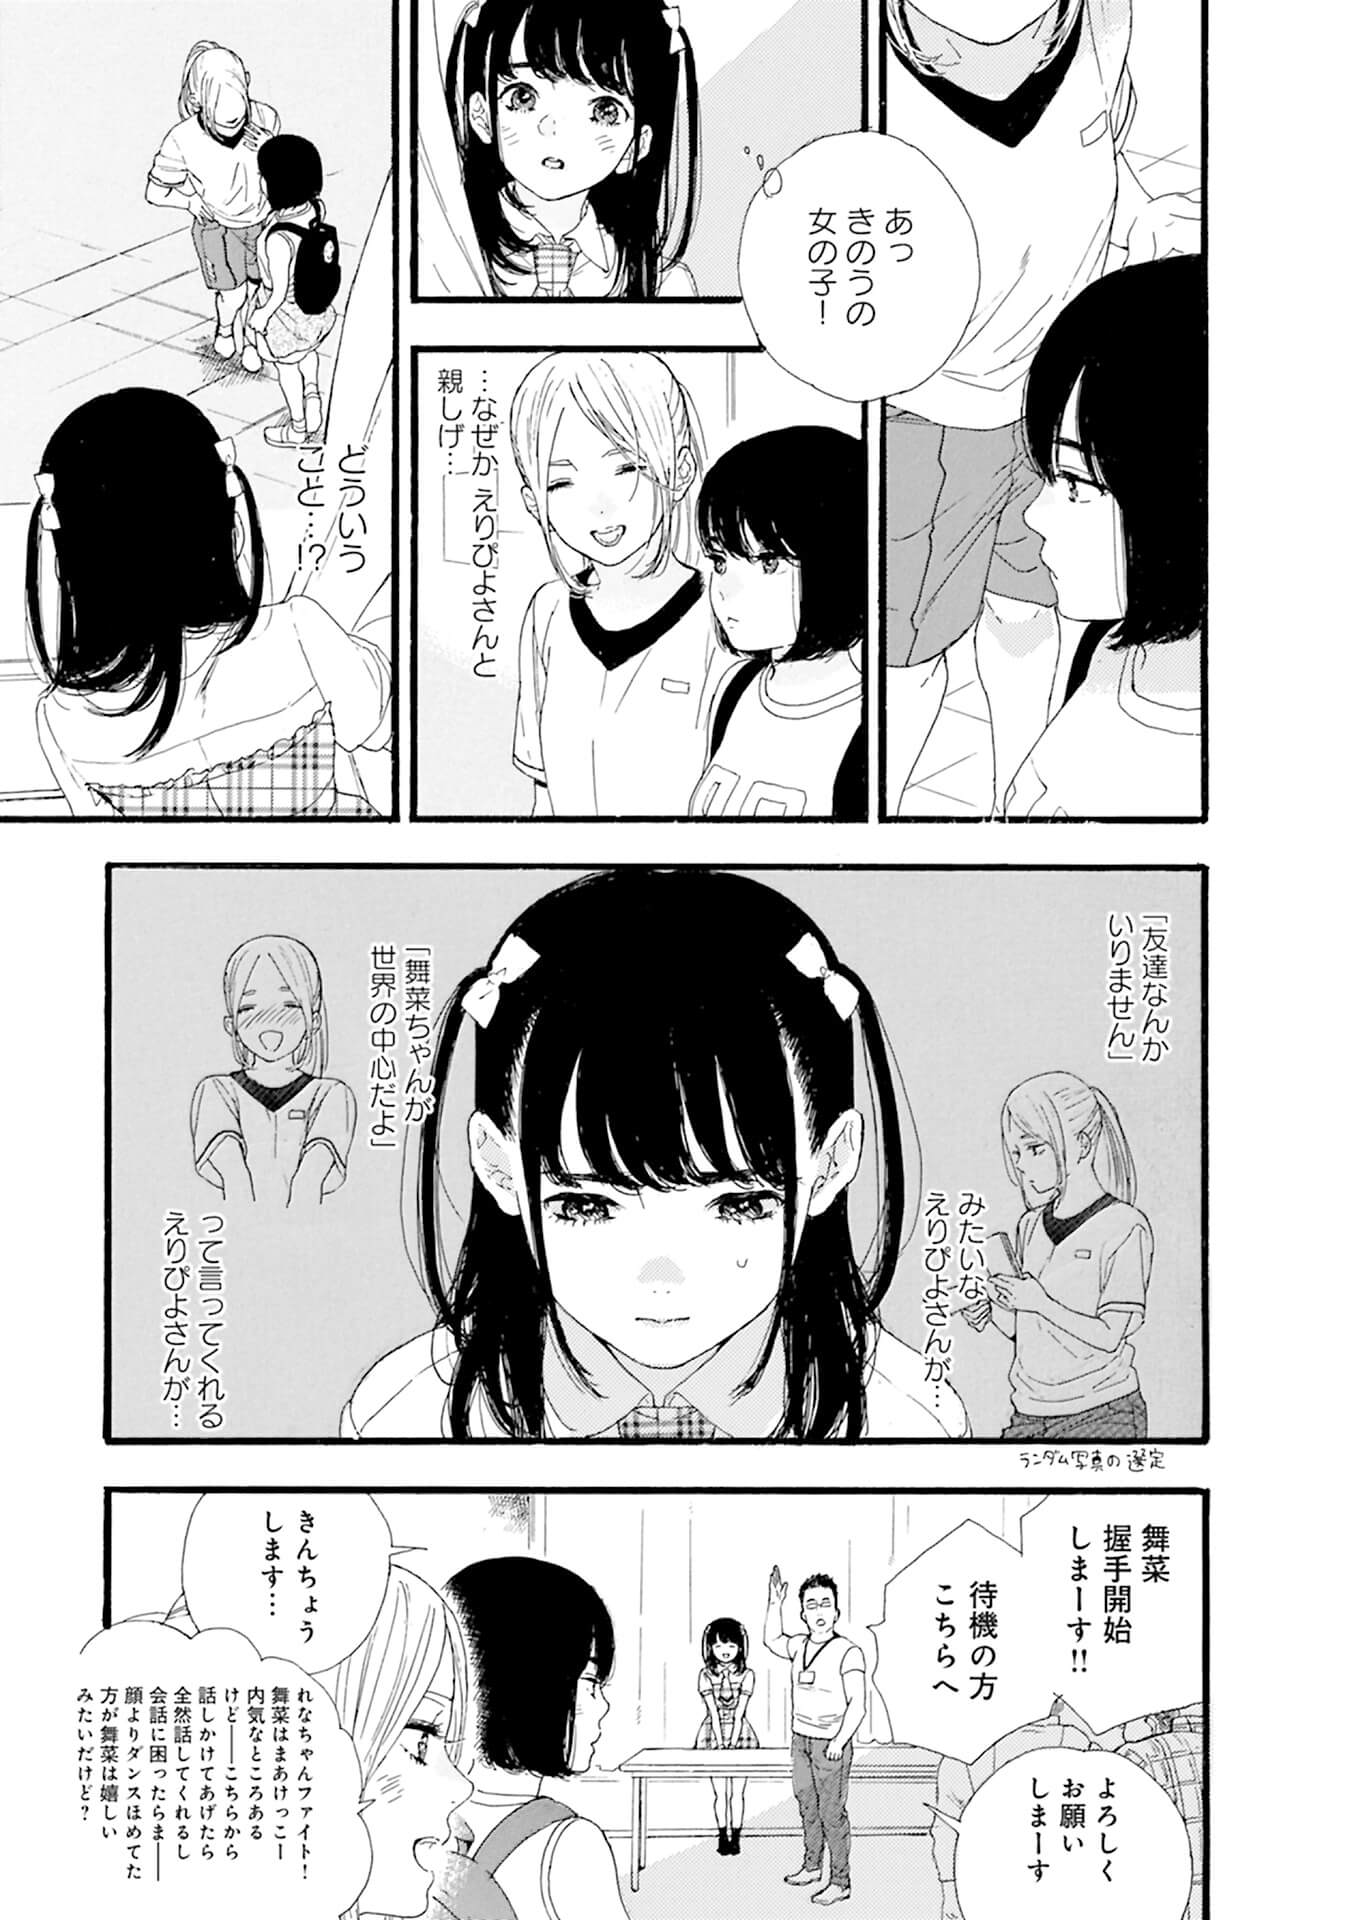 あっ
きのうの
女の子！
…なぜか えりぴよさんと
親しげ…
どういう
こと…!?
「友達なんか
いりません」
みたいな
えりぴよさんが…
「舞菜ちゃんが
世界の中心だよ」
って言ってくれる
えりぴよさんが…
ランダム写真の選定
舞菜
握手開始
しまーす!!
待機の方
こちらへ
よろしく
お願い
しまーす
きんちょう
します…
れなちゃんファイト！
舞菜はまあけっこー
内気なところある
けど――こちらから
話しかけてあげたら
全然話してくれるし
会話に困ったらま――
顔よりダンスほめてた
方が舞菜は嬉しい
みたいだけど？